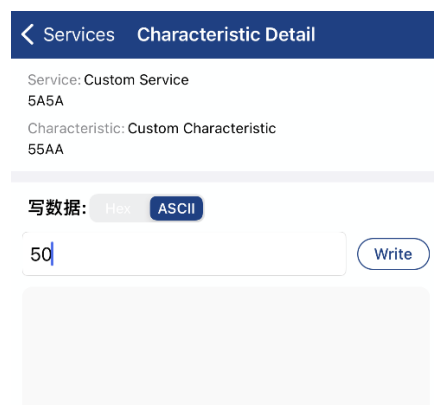 Services Characteristic Detail
Service: Custom Service
5A5A
Characteristic: Custom Characteristic
55AA
写数据: Hex ASCII
50 Write